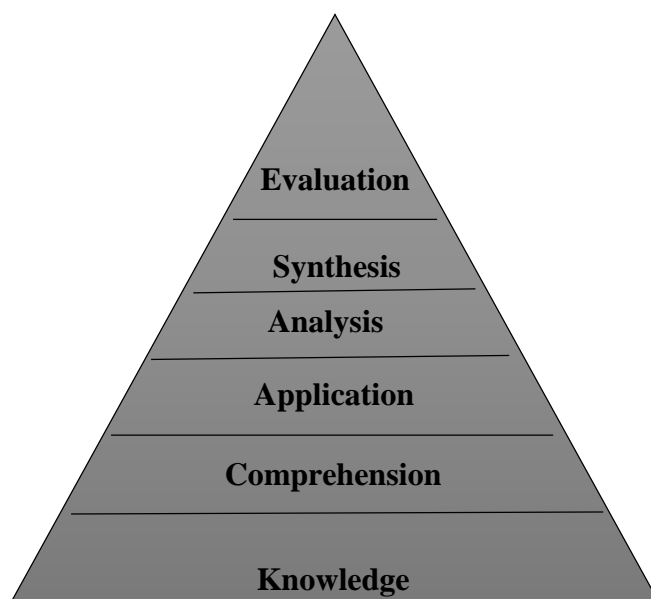 Evaluation
Synthesis
Analysis
Application
Comprehension
Knowledge